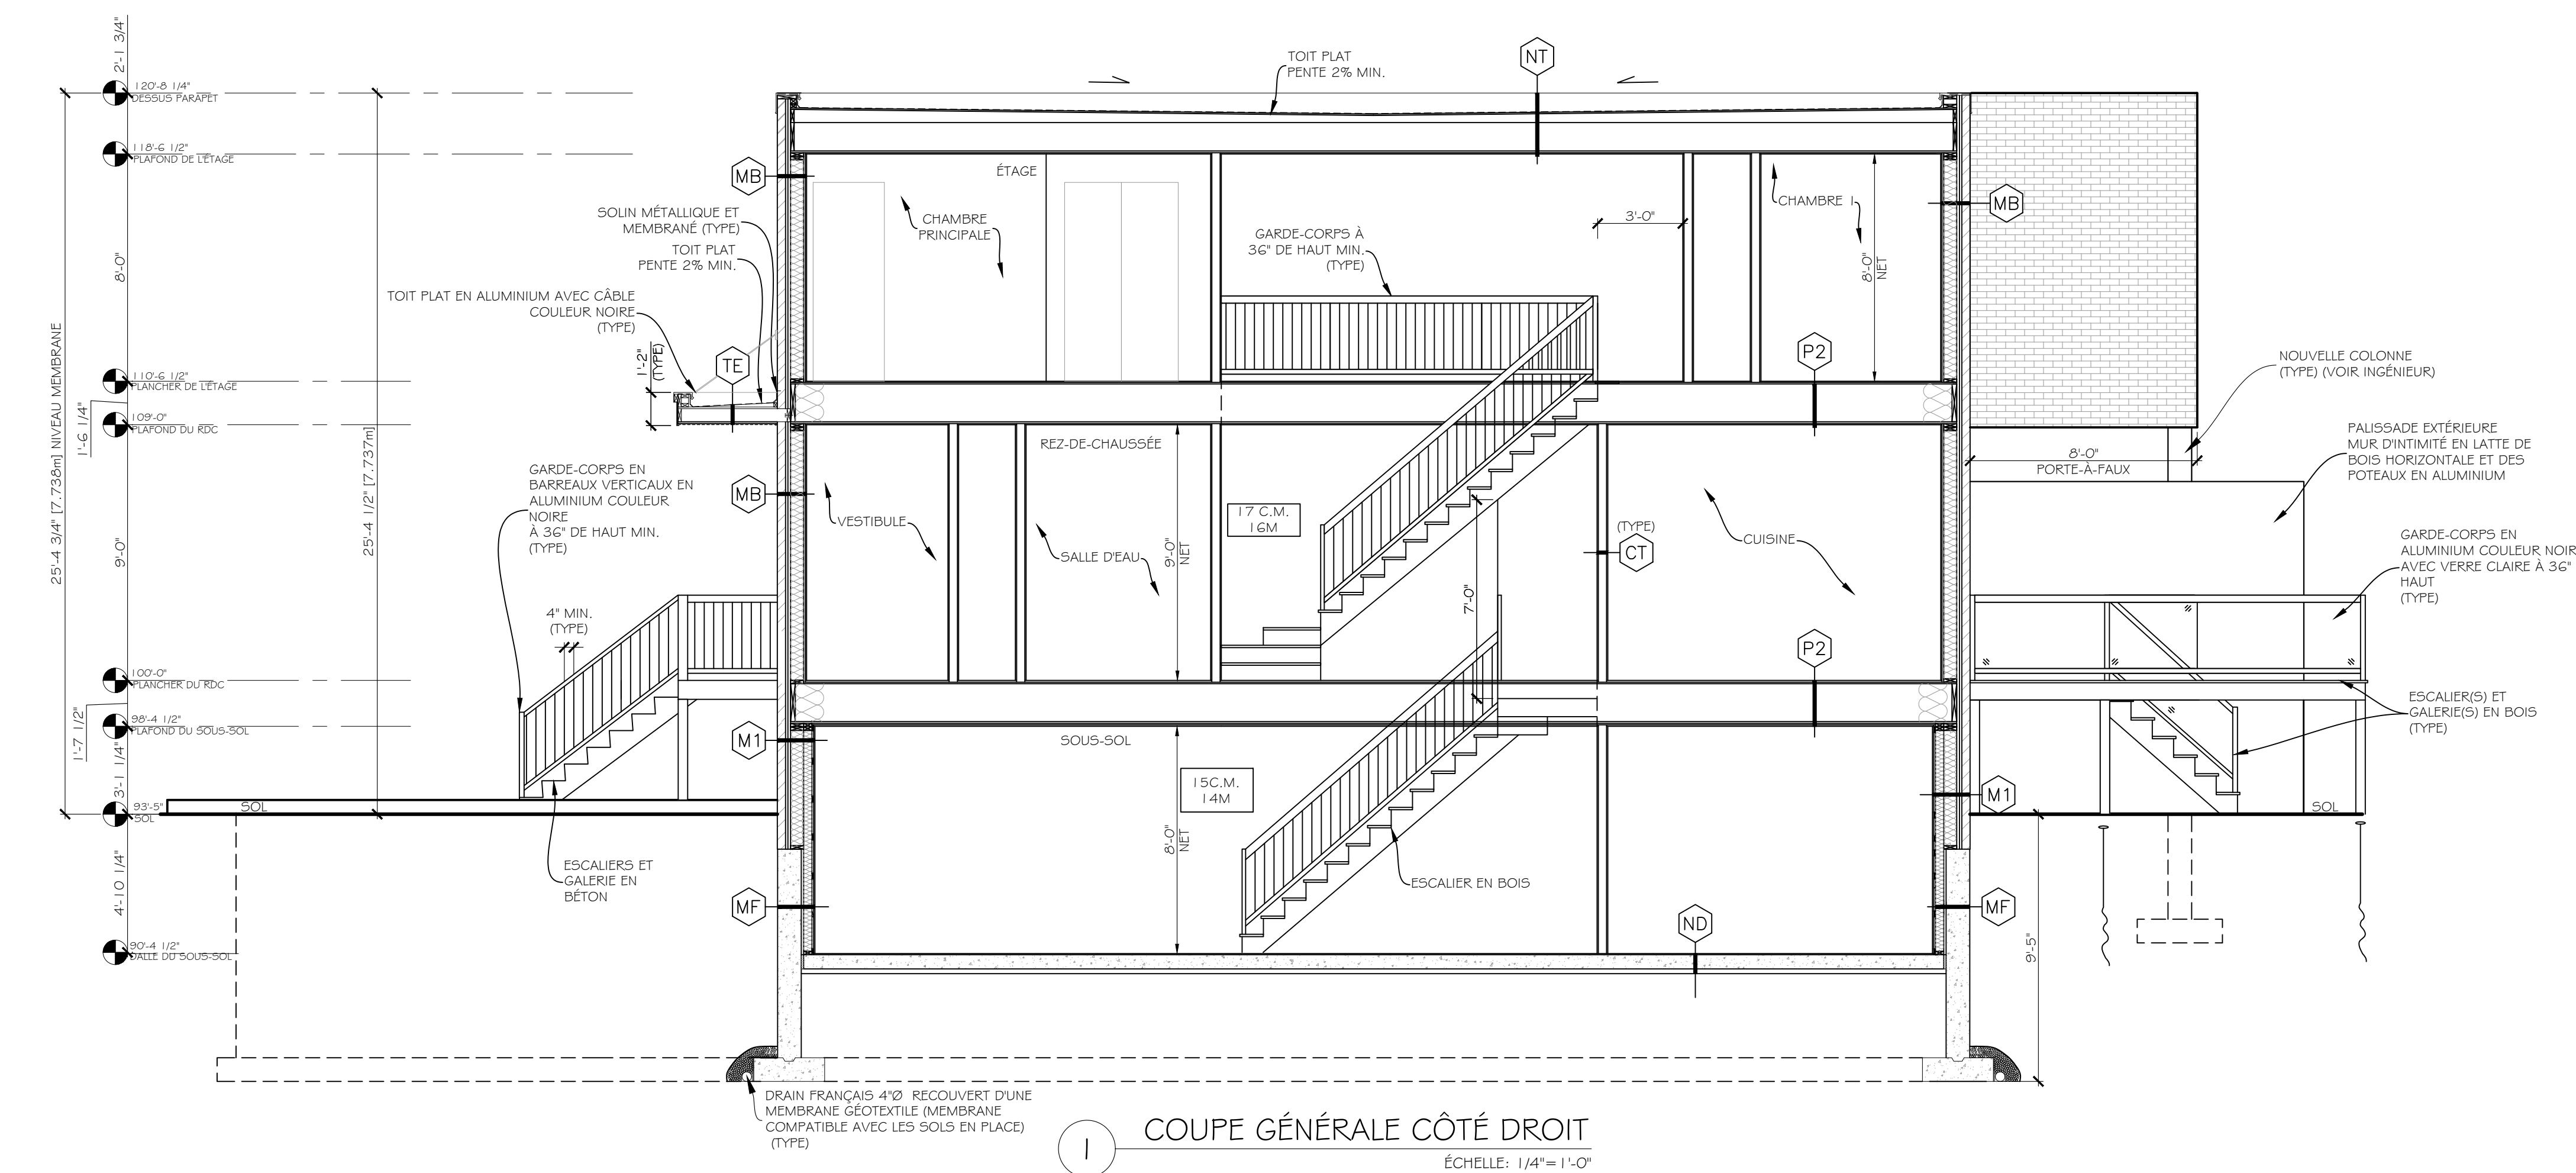 2'-1 3/4"
120'-8 1/4"
DESSUS PARAPET
118'-6 1/2"
PLAFOND DE L'ÉTAGE
8'-0"
110'-6 1/2"
PLANCHER DE L'ÉTAGE
1'-6 1/4"
109'-0"
PLAFOND DU RDC
9'-0"
100'-0"
PLANCHER DU RDC
1'-7 1/2"
98'-4 1/2"
PLAFOND DU SOUS-SOL
3'-1 1/4"
93'-5"
SOL
4'-10 1/4"
90'-4 1/2"
DALLE DU SOUS-SOL
25'-4 3/4" [7.738m] NIVEAU MEMBRANE
25'-4 1/2" [7.737m]
SOL
TOIT PLAT
PENTE 2% MIN.
NT
MB
SOLIN MÉTALLIQUE ET
MEMBRANÉ (TYPE)
TOIT PLAT
PENTE 2% MIN.
TOIT PLAT EN ALUMINIUM AVEC CÂBLE
COULEUR NOIRE
(TYPE)
1'-2"
(TYPE)
TE
GARDE-CORPS EN
BARREAUX VERTICAUX EN
ALUMINIUM COULEUR
NOIRE
À 36" DE HAUT MIN.
(TYPE)
MB
4" MIN.
(TYPE)
M1
ESCALIERS ET
GALERIE EN
BÉTON
MF
ÉTAGE
CHAMBRE
PRINCIPALE
GARDE-CORPS À
36" DE HAUT MIN.
(TYPE)
3'-0"
CHAMBRE 1
8'-0"
NET
P2
MB
REZ-DE-CHAUSSÉE
VESTIBULE
SALLE D'EAU
9'-0"
NET
17 C.M.
16M
7'-0"
(TYPE)
CT
CUISINE
P2
SOUS-SOL
15C.M.
14M
8'-0"
NET
ESCALIER EN BOIS
ND
NOUVELLE COLONNE
(TYPE) (VOIR INGÉNIEUR)
8'-0"
PORTE-À-FAUX
PALISSADE EXTÉRIEURE
MUR D'INTIMITÉ EN LATTE DE
BOIS HORIZONTALE ET DES
POTEAUX EN ALUMINIUM
GARDE-CORPS EN
ALUMINIUM COULEUR NOIR
AVEC VERRE CLAIRE À 36"
HAUT
(TYPE)
ESCALIER(S) ET
GALERIE(S) EN BOIS
(TYPE)
M1
SOL
MF
9'-5"
DRAIN FRANÇAIS 4"Ø RECOUVERT D'UNE
MEMBRANE GÉOTEXTILE (MEMBRANE
COMPATIBLE AVEC LES SOLS EN PLACE)
(TYPE)
1
COUPE GÉNÉRALE CÔTÉ DROIT
ÉCHELLE: 1/4"=1'-0"